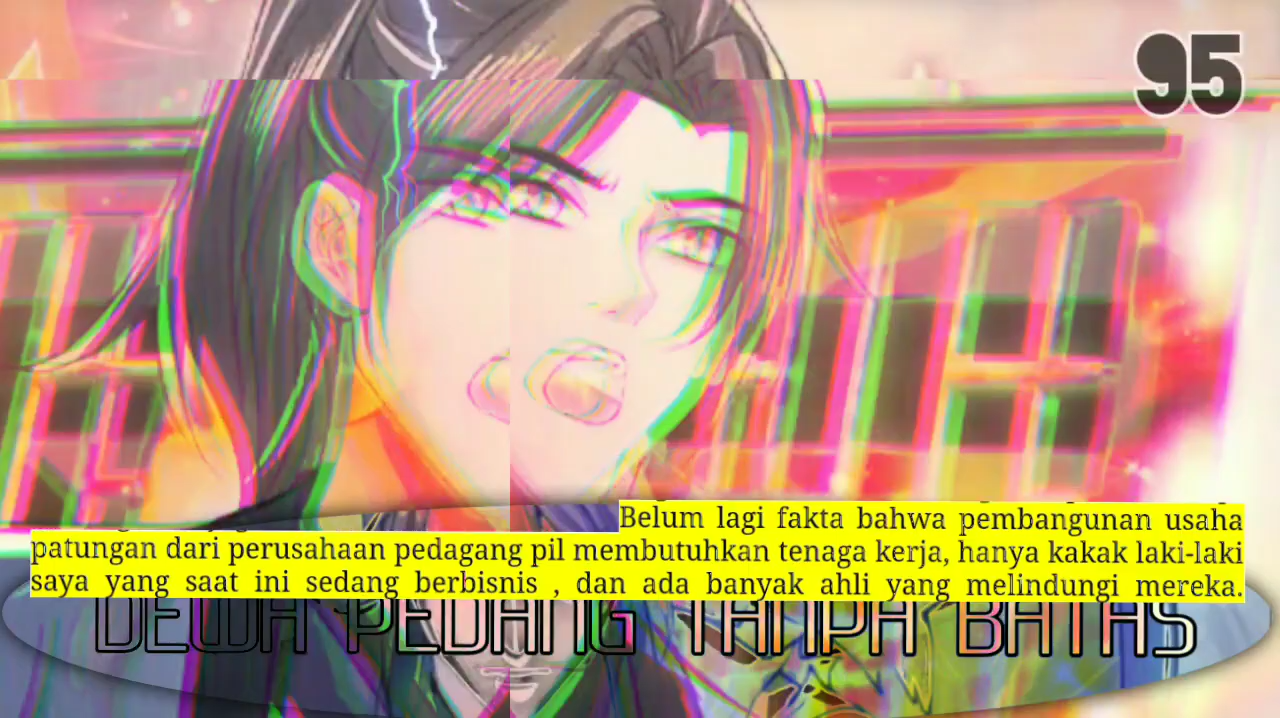 95
Belum lagi fakta bahwa pembangunan usaha
patungan dari perusahaan pedagang pil membutuhkan tenaga kerja, hanya kakak laki-laki
saya yang saat ini sedang berbisnis , dan ada banyak ahli yang melindungi mereka.
DEWA PEDANG TANPA BATAS